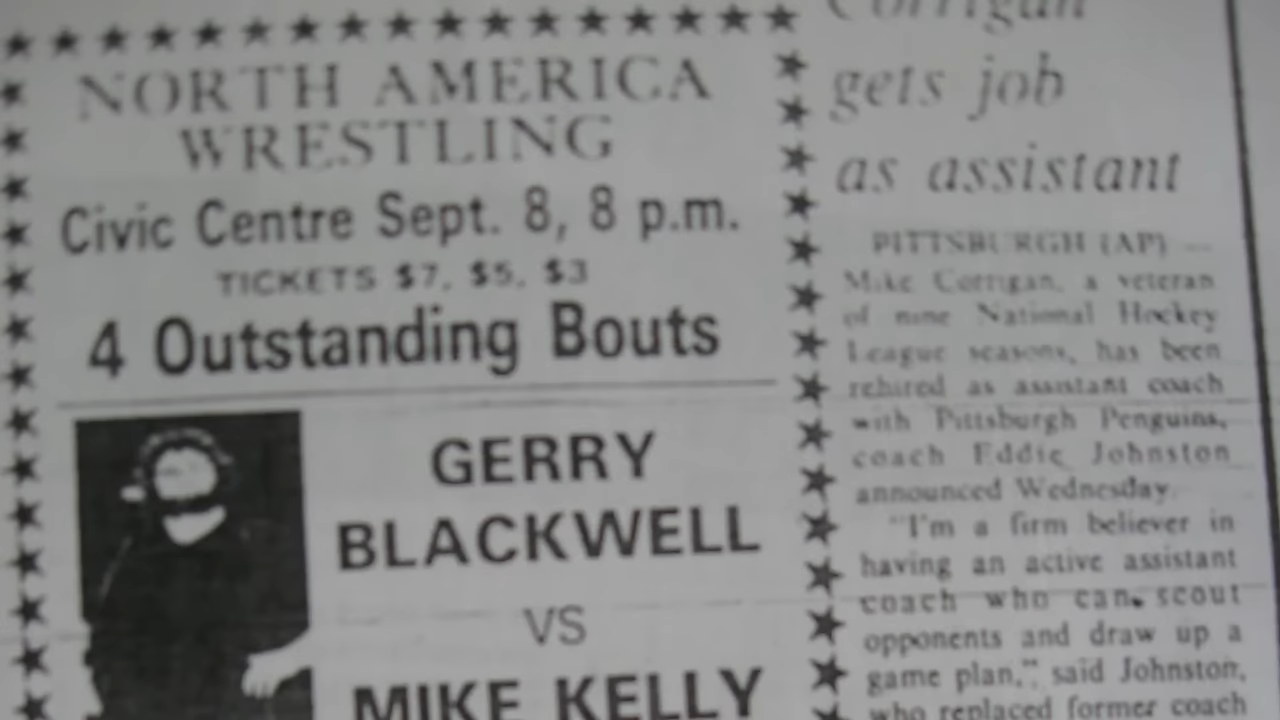 NORTH AMERICA
WRESTLING
Civic Centre Sept. 8, 8 p.m.
TICKETS $7, $5, $3
4 Outstanding Bouts
GERRY
BLACKWELL
VS
MIKE KELLY
Corrigan
gets job
as assistant
PITTSBURGH (AP) —
Mike Corrigan, a veteran
of nine National Hockey
League seasons, has been
rehired as assistant coach
with Pittsburgh Penguins,
coach Eddie Johnston
announced Wednesday.
"I'm a firm believer in
having an active assistant
coach who can scout
opponents and draw up a
game plan," said Johnston,
who replaced former coach